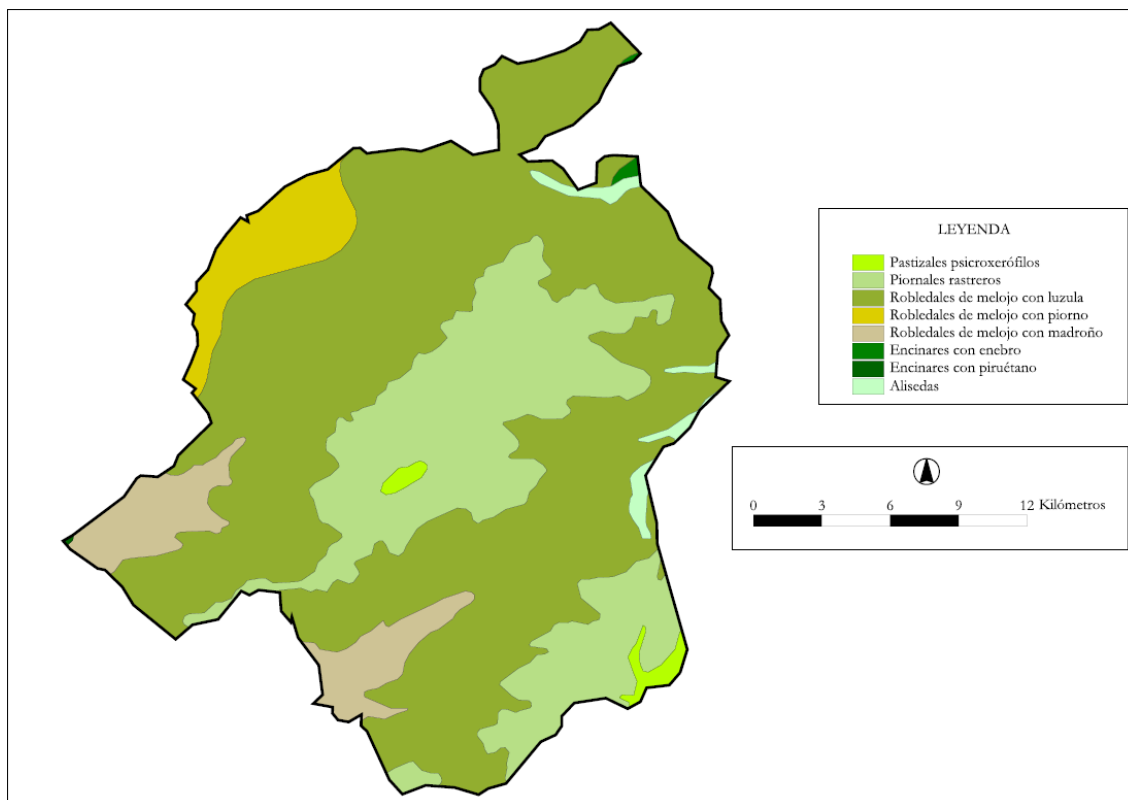 LEYENDA
Pastizales psicroxerófilos
Piornales rastreros
Robledales de melojo con luzula
Robledales de melojo con piorno
Robledales de melojo con madroño
Encinares con enebro
Encinares con piruétano
Alisedas
0 3 6 9 12 Kilómetros